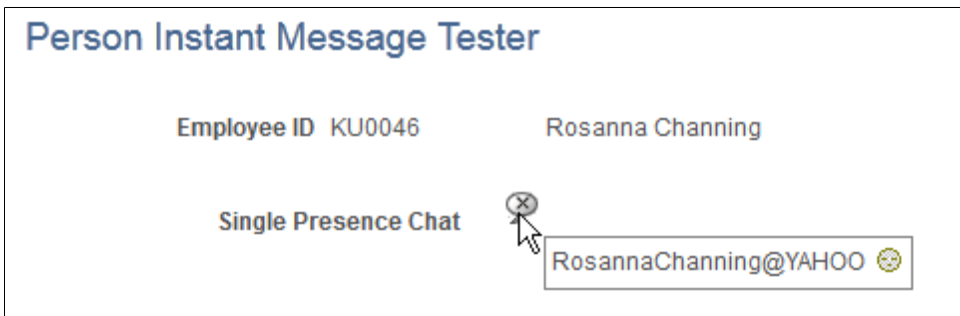 Person Instant Message Tester
Employee ID KU0046 Rosanna Channing
Single Presence Chat
RosannaChanning@YAHOO